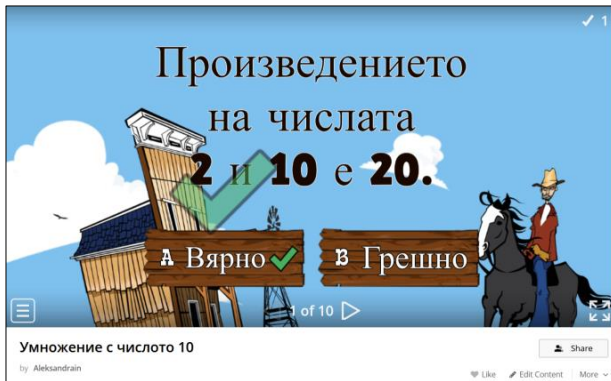 ✓ 1
Произведението
на числата
2 и 10 е 20.
A Вярно
B Грешно
1 of 10
Умножение с числото 10
Share
by Aleksandrain
Like Edit Content More